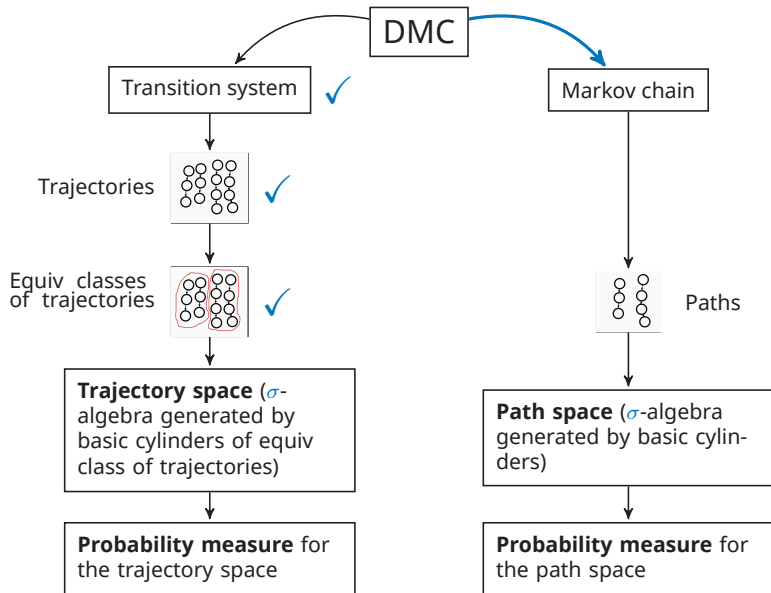 DMC
Transition system
Markov chain
Trajectories
Equiv classes
of trajectories
Paths
Trajectory space (σ-
algebra generated by
basic cylinders of equiv
class of trajectories)
Path space (σ-algebra
generated by basic cylin-
ders)
Probability measure for
the trajectory space
Probability measure for
the path space